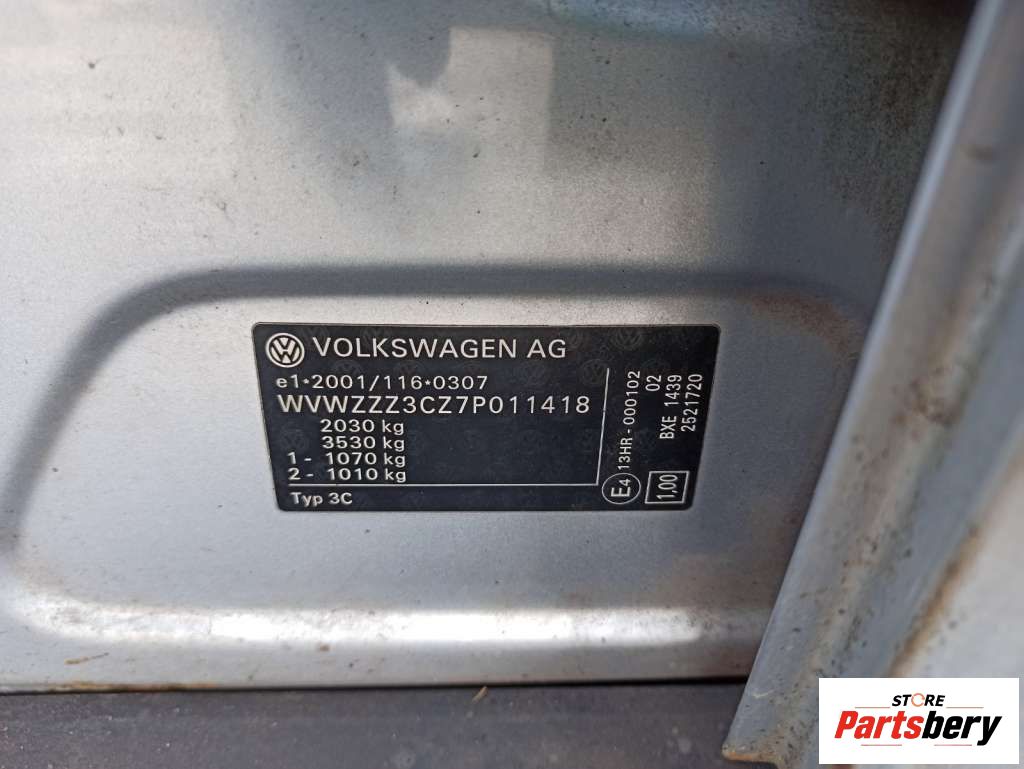 VOLKSWAGEN AG
e1*2001/116*0307
WVWZZZ3CZ7P011418
2030 kg
3530 kg
1 - 1070 kg
2 - 1010 kg
Typ 3C
E4 13HR - 000102
02
BXE 1439
2521720
1,00
STORE
Partsbery